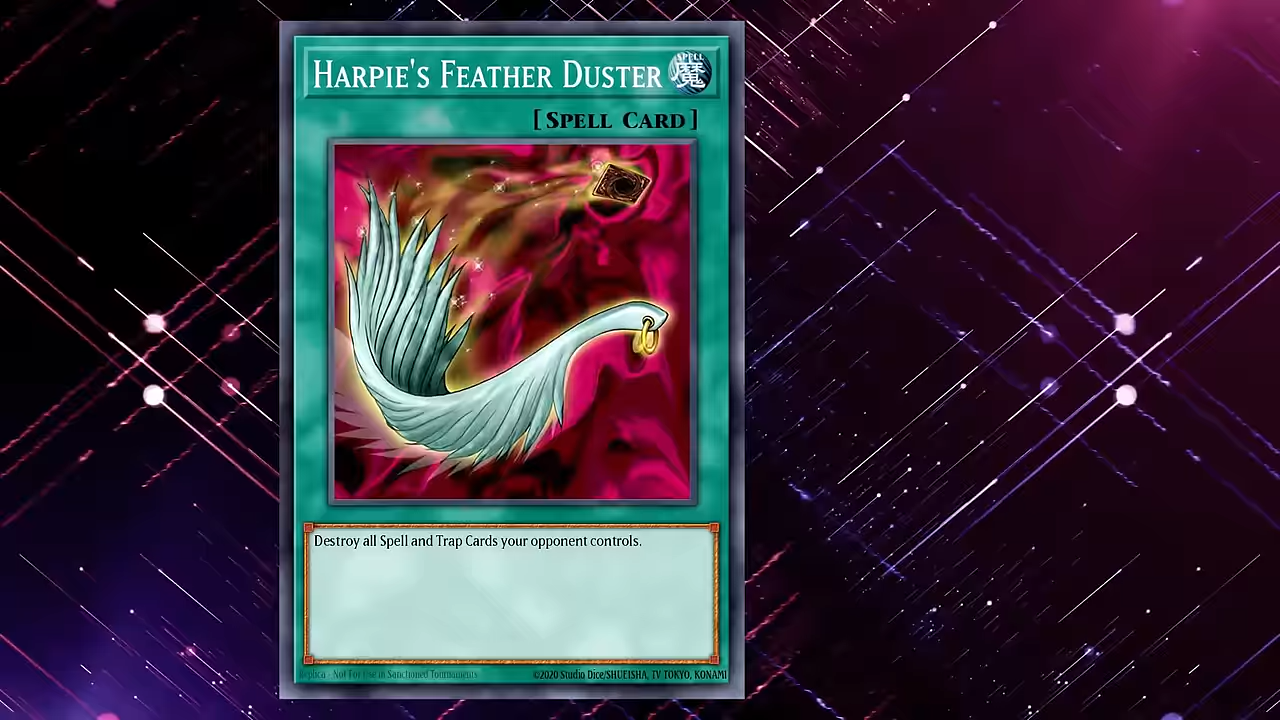 HARPIE'S FEATHER DUSTER
SPELL
魔
[SPELL CARD]
Destroy all Spell and Trap Cards your opponent controls.
Replica - Not For Use in Sanctioned Tournaments
©2020 Studio Dice/SHUEISHA, TV TOKYO, KONAMI